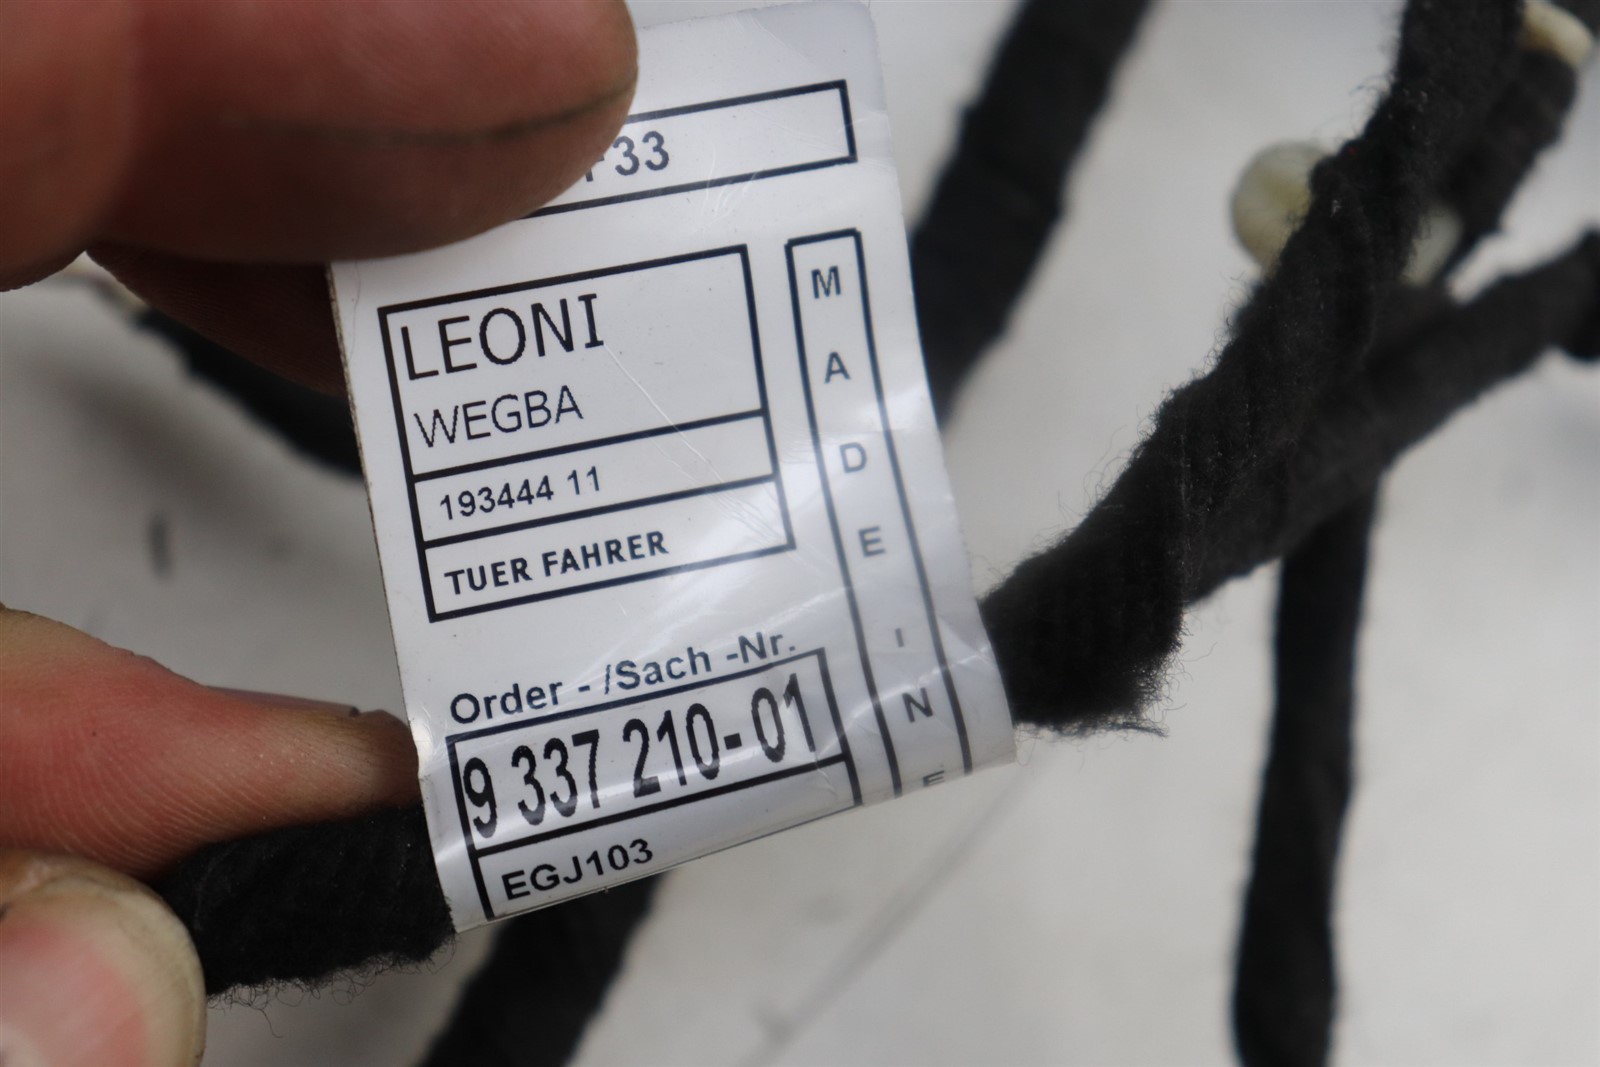 F33
LEONI
WEGBA
193444 11
TUER FAHRER
MADE IN
Order - /Sach -Nr.
9 337 210- 01
EGJ103